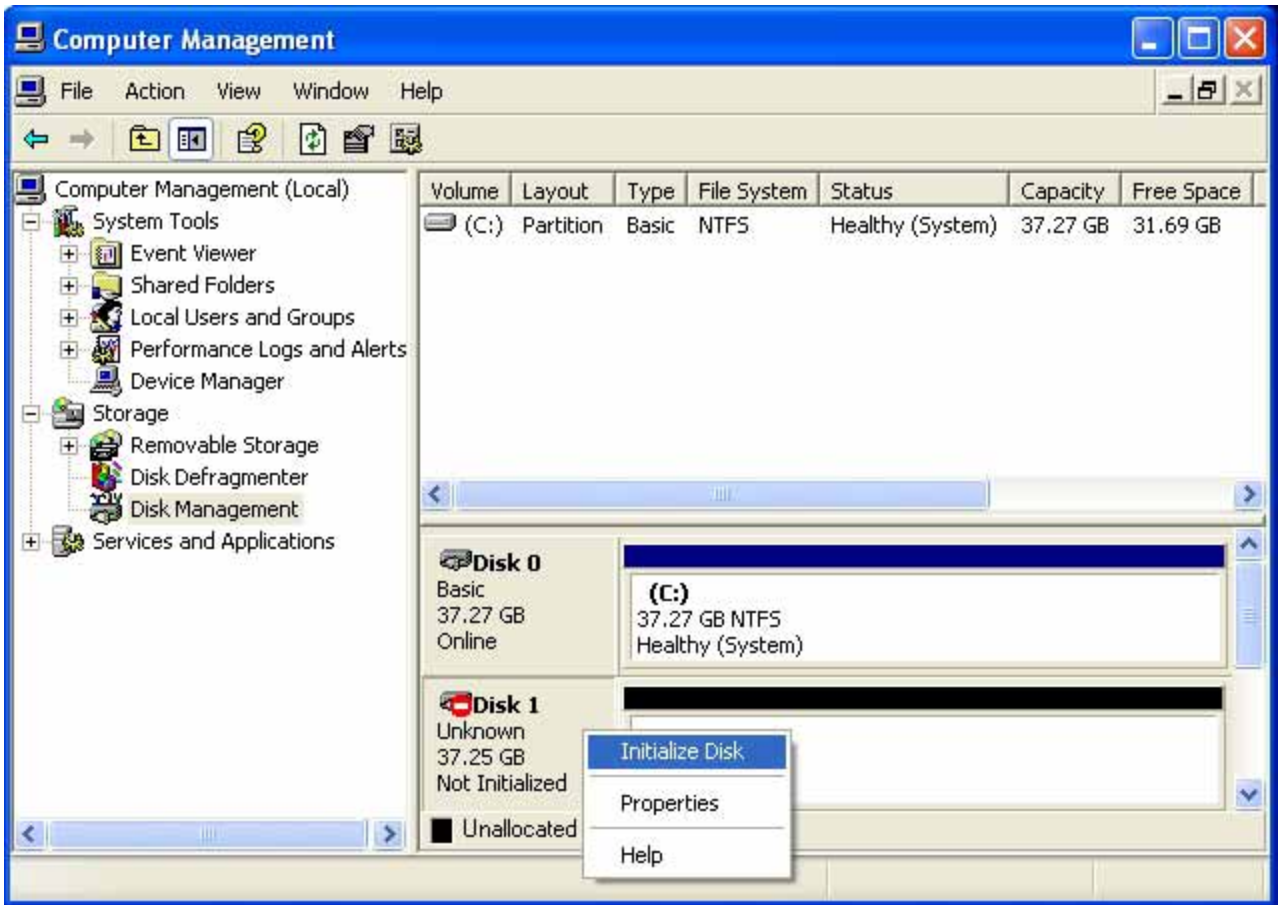 Computer Management
File Action View Window Help
Computer Management (Local)
System Tools
Event Viewer
Shared Folders
Local Users and Groups
Performance Logs and Alerts
Device Manager
Storage
Removable Storage
Disk Defragmenter
Disk Management
Services and Applications
Volume Layout Type File System Status Capacity Free Space
(C:) Partition Basic NTFS Healthy (System) 37.27 GB 31.69 GB
Disk 0
Basic
37.27 GB
Online
(C:)
37.27 GB NTFS
Healthy (System)
Disk 1
Unknown
37.25 GB
Not Initialized
Initialize Disk
Properties
Help
Unallocated